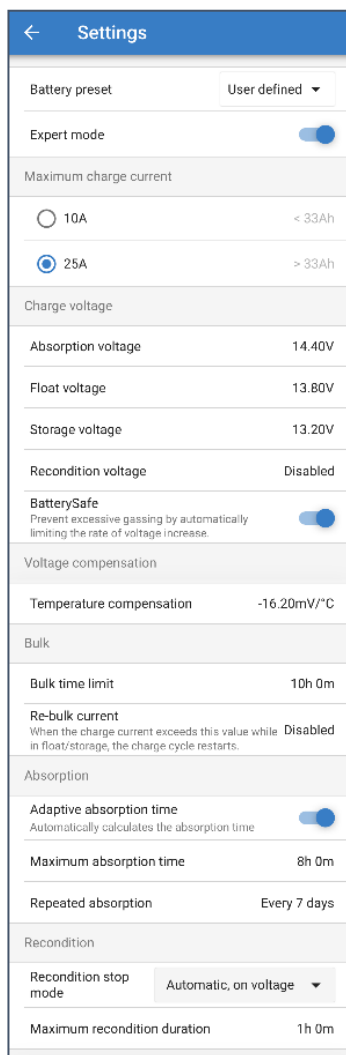 Settings
Battery preset User defined
Expert mode
Maximum charge current
10A < 33Ah
25A > 33Ah
Charge voltage
Absorption voltage 14.40V
Float voltage 13.80V
Storage voltage 13.20V
Recondition voltage Disabled
BatterySafe
Prevent excessive gassing by automatically
limiting the rate of voltage increase.
Voltage compensation
Temperature compensation -16.20mV/°C
Bulk
Bulk time limit 10h 0m
Re-bulk current
When the charge current exceeds this value while Disabled
in float/storage, the charge cycle restarts.
Absorption
Adaptive absorption time
Automatically calculates the absorption time
Maximum absorption time 8h 0m
Repeated absorption Every 7 days
Recondition
Recondition stop
mode Automatic, on voltage
Maximum recondition duration 1h 0m